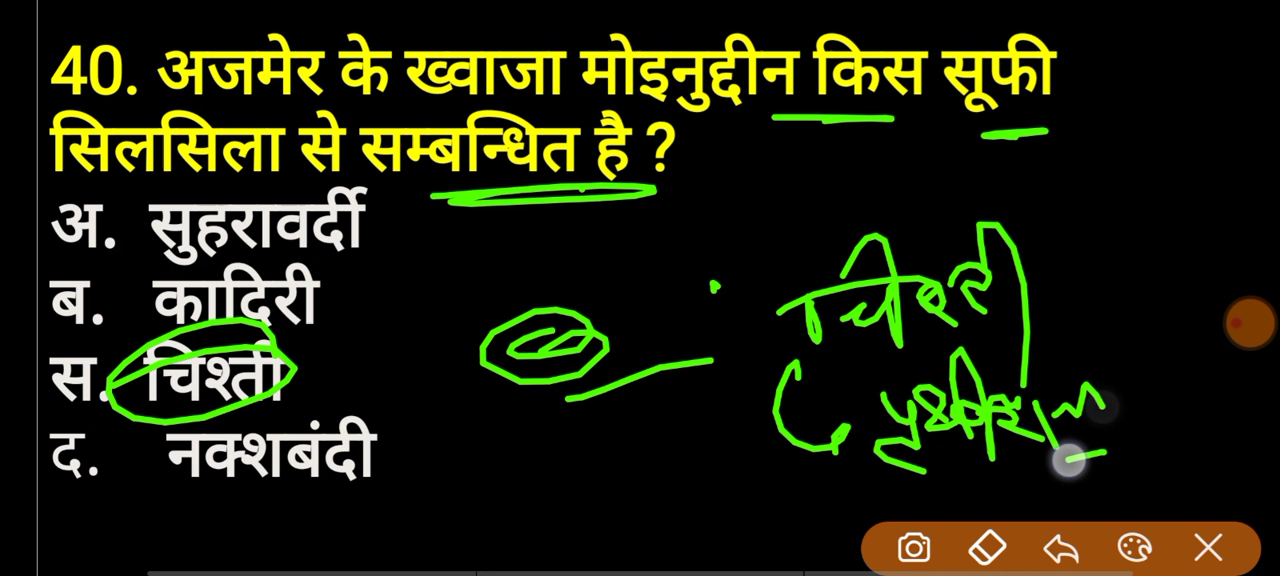 40. अजमेर के ख्वाजा मोइनुद्दीन किस सूफी
सिलसिला से सम्बन्धित है ?
अ. सुहरावर्दी
ब. कादिरी
स. चिश्ती
द. नक्शबंदी
चिश्ती